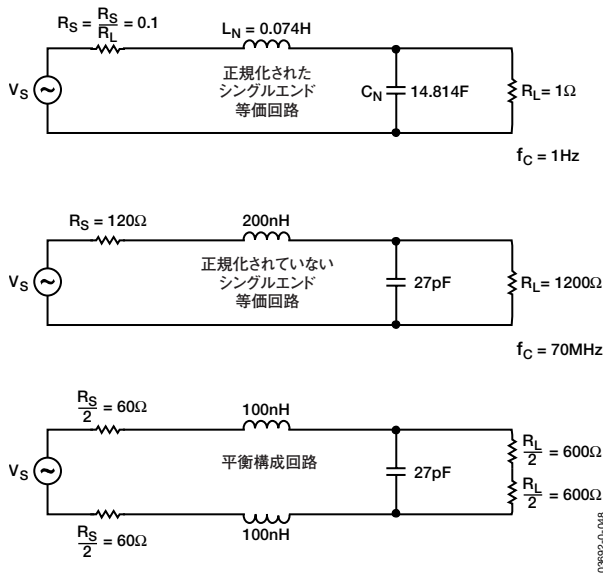 R_S = R_S/R_L = 0.1
L_N = 0.074H
V_S
正規化された
シングルエンド
等価回路
C_N
14.814F
R_L= 1Ω
f_C = 1Hz
R_S = 120Ω
200nH
V_S
正規化されていない
シングルエンド
等価回路
27pF
R_L= 1200Ω
f_C = 70MHz
R_S/2 = 60Ω
100nH
V_S
平衡構成回路
27pF
R_L/2 = 600Ω
R_L/2 = 600Ω
R_S/2 = 60Ω
100nH
03692-0-048